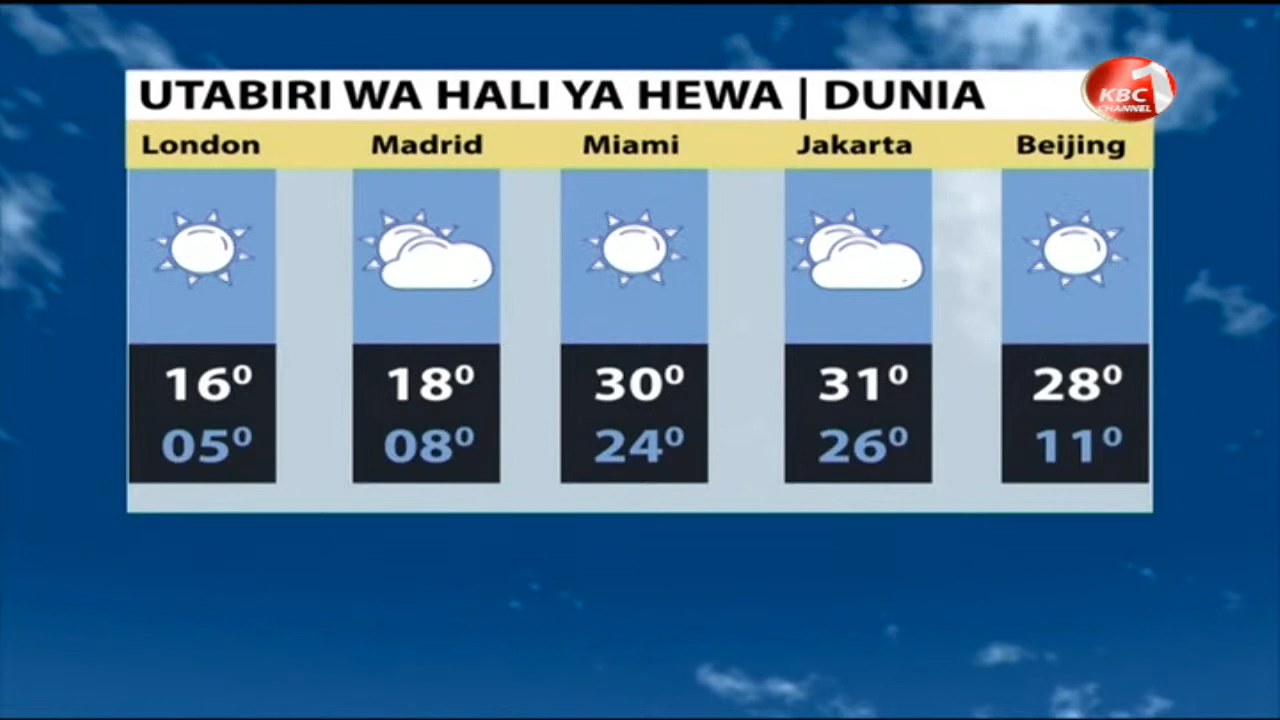 UTABIRI WA HALI YA HEWA | DUNIA
KBC
CHANNEL 1
London Madrid Miami Jakarta Beijing
16⁰ 18⁰ 30⁰ 31⁰ 28⁰
05⁰ 08⁰ 24⁰ 26⁰ 11⁰